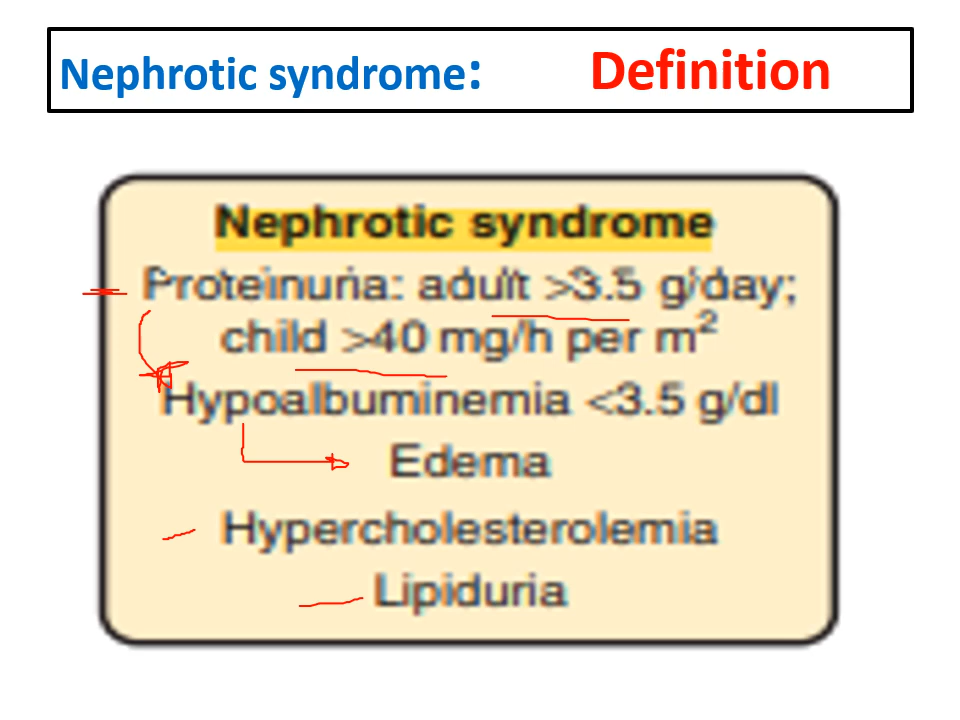 Nephrotic syndrome: Definition
Nephrotic syndrome
Proteinuria: adult >3.5 g/day;
child >40 mg/h per m²
Hypoalbuminemia <3.5 g/dl
Edema
Hypercholesterolemia
Lipiduria